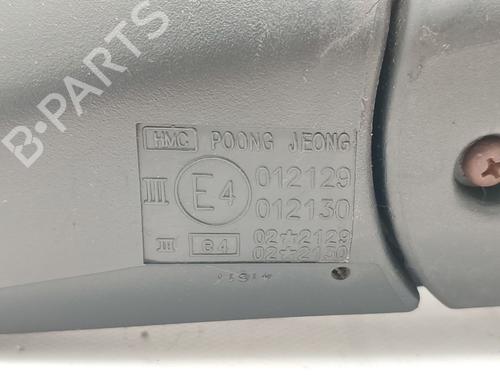 B-PARTS
HMC POONG JEONG
III E4 012129
012130
III e4 02*2129
02*2130